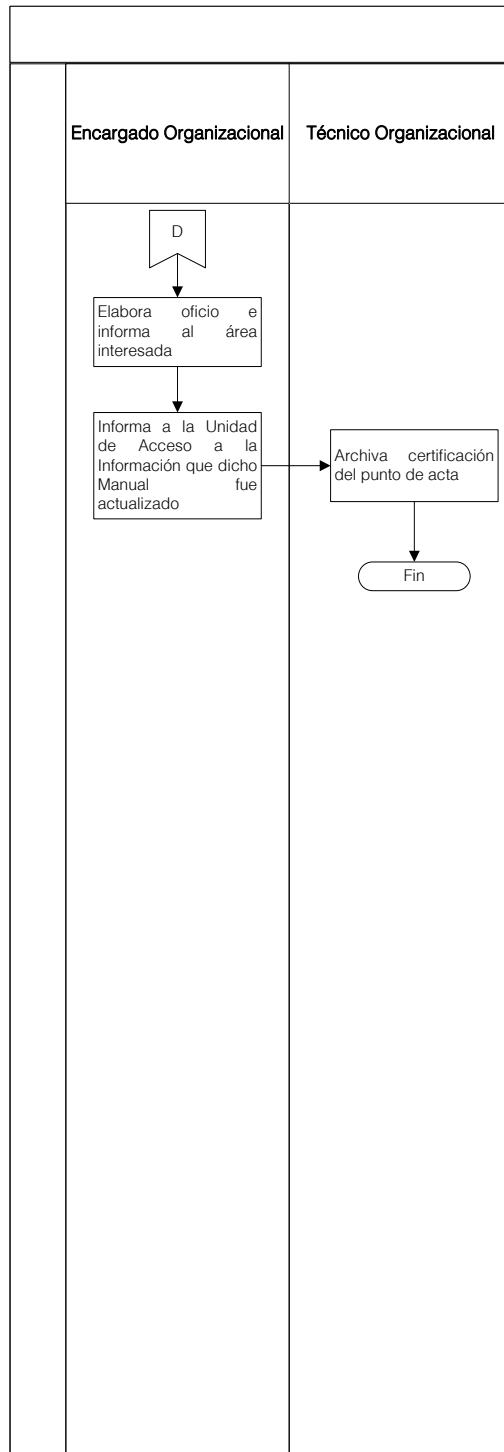 Encargado Organizacional
Técnico Organizacional
D
Elabora oficio e
informa al área
interesada
Informa a la Unidad
de Acceso a la
Información que dicho
Manual fue
actualizado
Archiva certificación
del punto de acta
Fin